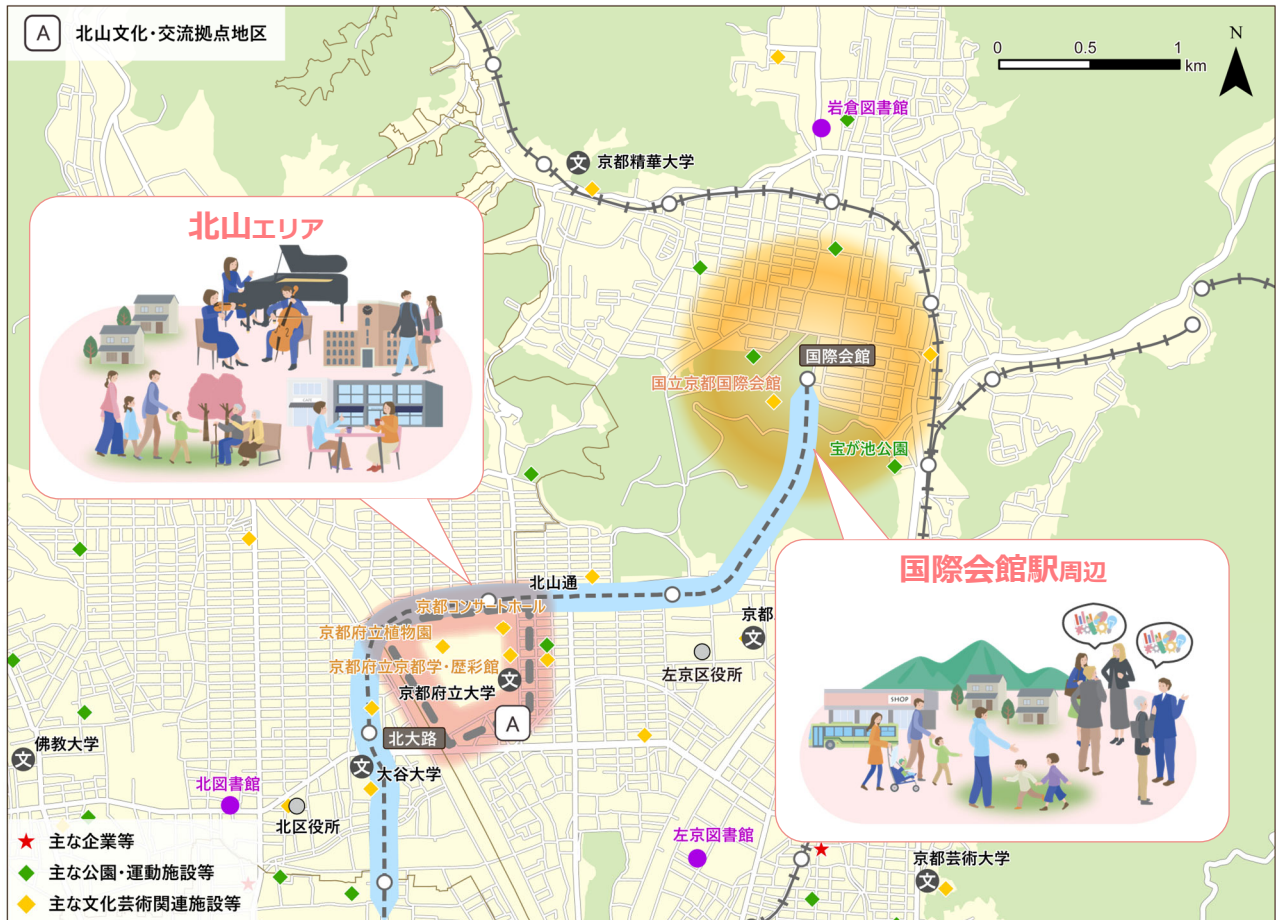 A 北山文化・交流拠点地区
0 0.5 1
km
N
岩倉図書館
京都精華大学
北山エリア
CAFE
国際会館
国立京都国際会館
宝が池公園
北山通
京都コンサートホール
京都府立植物園
京都府立京都学・歴彩館
京都府立大学
A
北大路
大谷大学
京都
左京区役所
国際会館駅周辺
SHOP
佛教大学
北図書館
北区役所
左京図書館
京都芸術大学
主な企業等
主な公園・運動施設等
主な文化芸術関連施設等
文
文
文
文
文
文